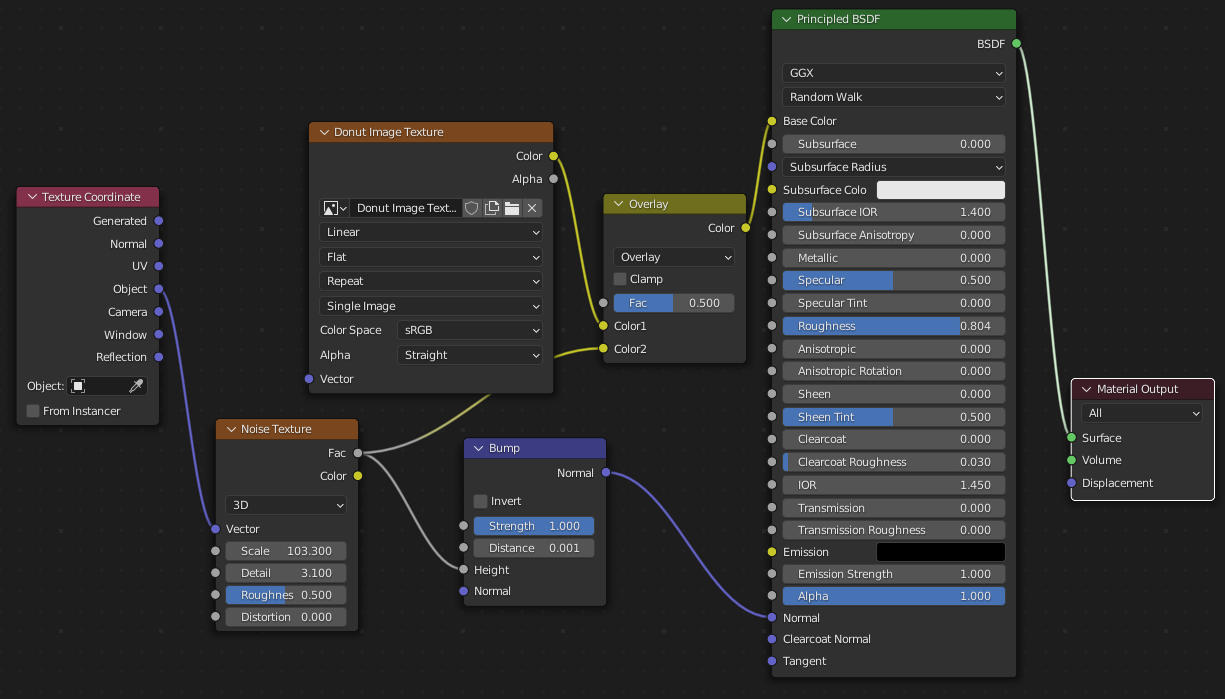 Texture Coordinate
Generated
Normal
UV
Object
Camera
Window
Reflection
Object:
From Instancer
Noise Texture
Fac
Color
3D
Vector
Scale 103.300
Detail 3.100
Roughnes 0.500
Distortion 0.000
Donut Image Texture
Color
Alpha
Donut Image Text...
Linear
Flat
Repeat
Single Image
Color Space sRGB
Alpha Straight
Vector
Bump
Normal
Invert
Strength 1.000
Distance 0.001
Height
Normal
Overlay
Color
Overlay
Clamp
Fac 0.500
Color1
Color2
Principled BSDF
BSDF
GGX
Random Walk
Base Color
Subsurface 0.000
Subsurface Radius
Subsurface Colo
Subsurface IOR 1.400
Subsurface Anisotropy 0.000
Metallic 0.000
Specular 0.500
Specular Tint 0.000
Roughness 0.804
Anisotropic 0.000
Anisotropic Rotation 0.000
Sheen 0.000
Sheen Tint 0.500
Clearcoat 0.000
Clearcoat Roughness 0.030
IOR 1.450
Transmission 0.000
Transmission Roughness 0.000
Emission
Emission Strength 1.000
Alpha 1.000
Normal
Clearcoat Normal
Tangent
Material Output
All
Surface
Volume
Displacement